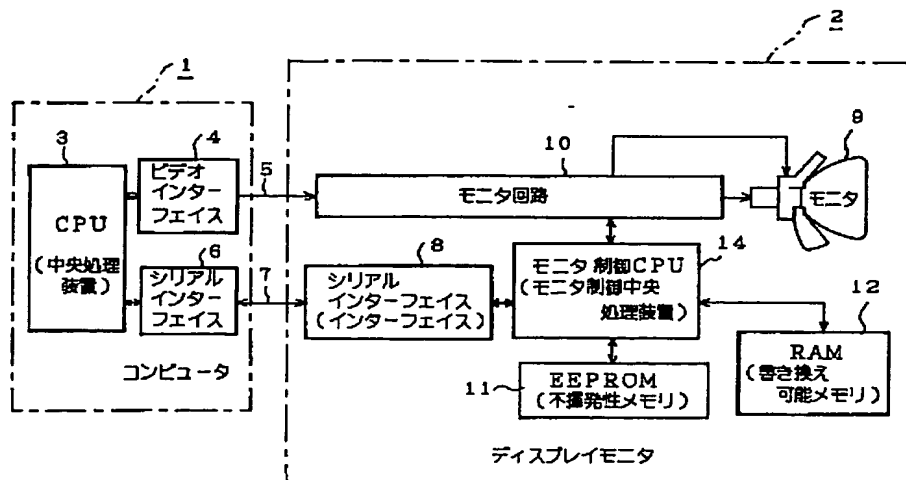 2
1
3
4
ビデオ
インター
フェイス
5
CPU
(中央処理
装置)
6
シリアル
インター
フェイス
7
コンピュータ
8
シリアル
インターフェイス
(インターフェイス)
10
モニタ回路
9
モニタ
14
モニタ制御CPU
(モニタ制御中央
処理装置)
11
EEPROM
(不揮発性メモリ)
12
RAM
(書き換え
可能メモリ)
ディスプレイモニタ